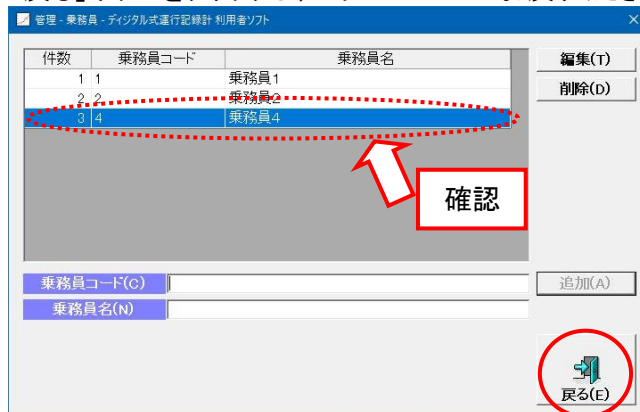 管理 - 乗務員 - ディジタル式運行記録計 利用者ソフト
件数 乗務員コード 乗務員名
1 1 乗務員1
2 2 乗務員2
3 4 乗務員4
編集(T)
削除(D)
確認
乗務員コード(C)
追加(A)
乗務員名(N)
戻る(E)